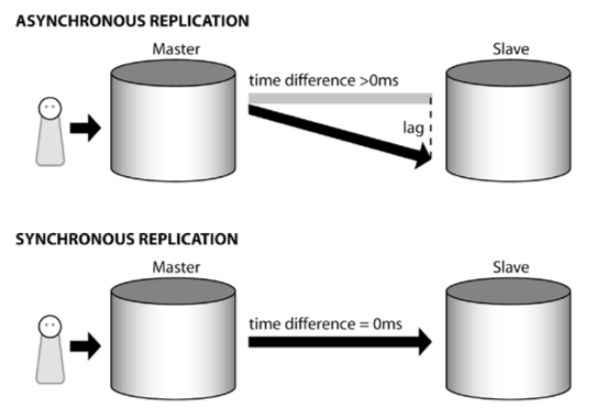 ASYNCHRONOUS REPLICATION
Master
Slave
time difference >0ms
lag
SYNCHRONOUS REPLICATION
Master
Slave
time difference = 0ms